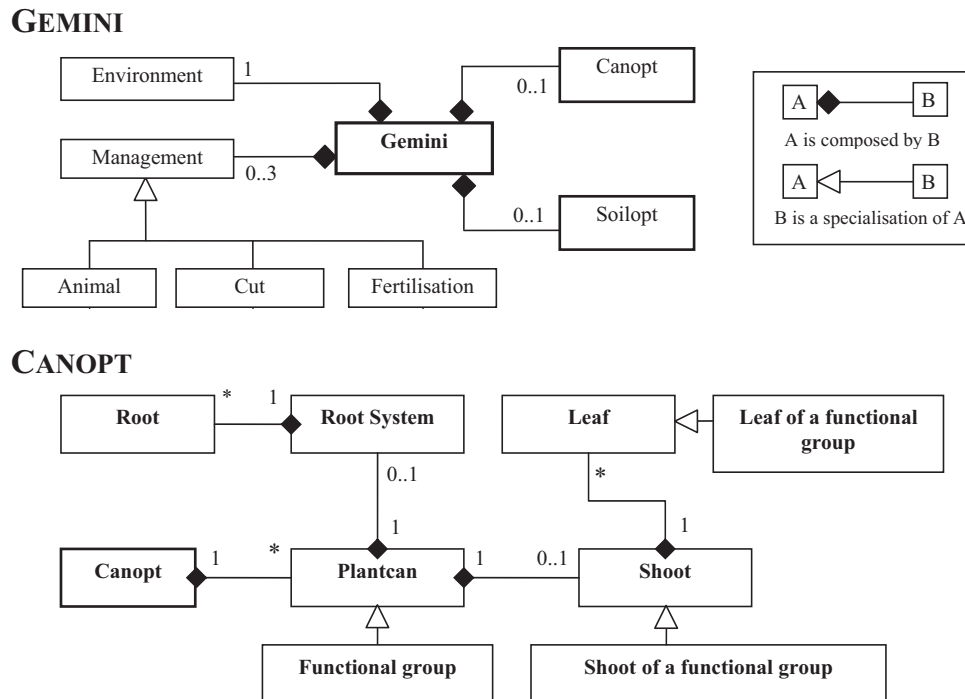 GEMINI
Environment
1
Canopt
0..1
Management
0..3
Gemini
0..1
Soilopt
Animal
Cut
Fertilisation
A
B
A is composed by B
A
B
B is a specialisation of A
CANOPT
Root
*
1
Root System
Leaf
Leaf of a functional
group
0..1
*
1
1
Canopt
1
*
Plantcan
1
0..1
Shoot
Functional group
Shoot of a functional group